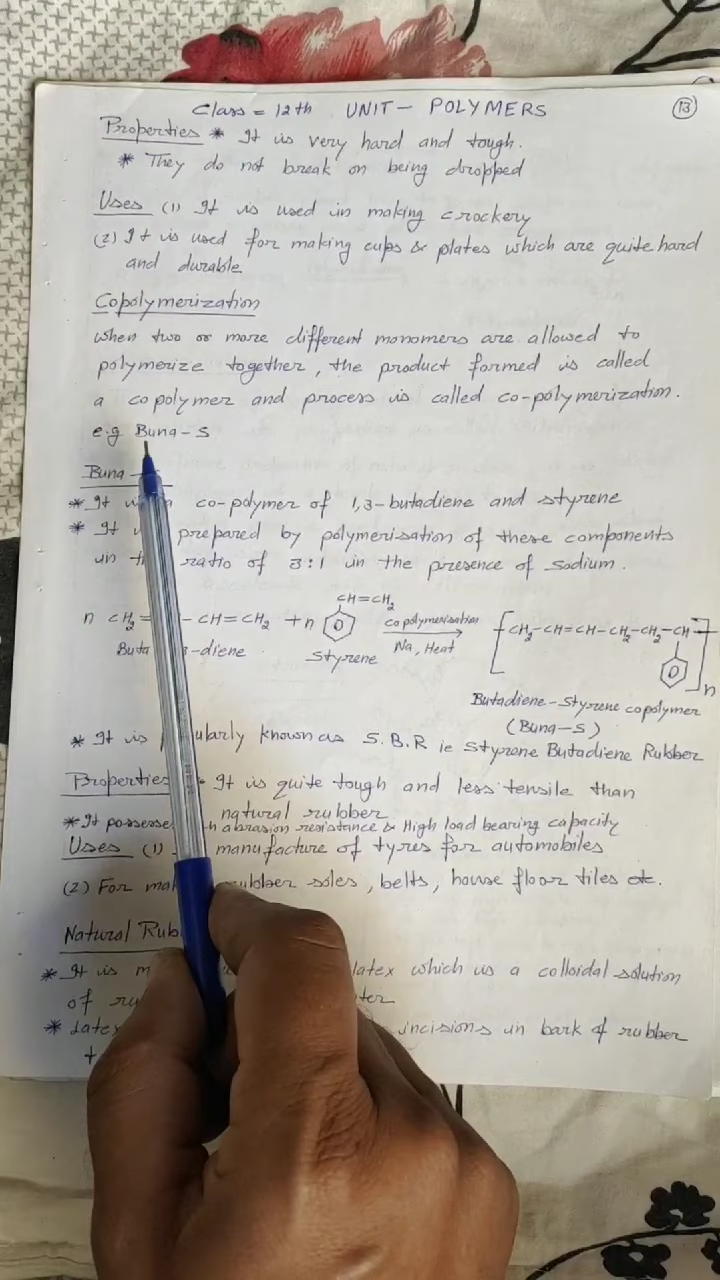 Class = 12th UNIT - POLYMERS
13
Properties * It is very hard and tough.
* They do not break on being dropped
Uses (1) It is used in making crockery
(2) It is used for making cups & plates which are quite hard
and durable
Copolymerization
when two or more different monomers are allowed to
polymerize together, the product formed is called
a copolymer and process is called co-polymerization.
e.g Buna-S
Buna
* It co-polymer of 1,3-butadiene and styrene
* It prepared by polymerisation of these components
in ratio of 3:1 in the presence of sodium.
CH=CH2
n CH2= -CH=CH2 + n copolymerisation [CH2-CH=CH-CH2-CH2-CH]n
Na, Heat
-diene Styrene
Butadiene-Styrene copolymer
(Buna-S)
* It is known as S.B.R ie Styrene Butadiene Rubber
Properties It is quite tough and less tensile than
natural rubber
* It abrasion resistance & High load bearing capacity
Uses (1) manufacture of tyres for automobiles
(2) For rubber soles, belts, house floor tiles etc.
Natural
* It is latex which is a colloidal solution
of
* incisions in bark of rubber